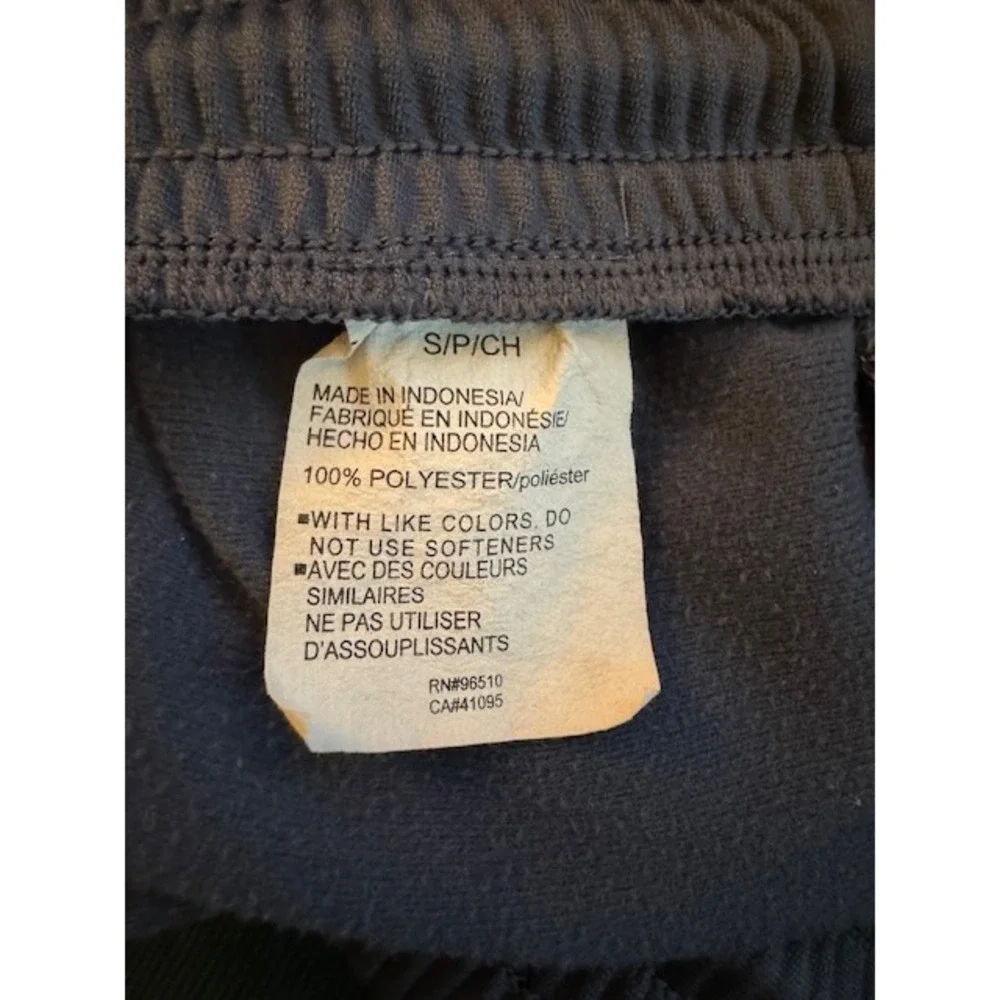 S/P/CH
MADE IN INDONESIA/
FABRIQUÉ EN INDONÉSIE/
HECHO EN INDONESIA
100% POLYESTER/poliéster
WITH LIKE COLORS. DO
NOT USE SOFTENERS
AVEC DES COULEURS
SIMILAIRES
NE PAS UTILISER
D'ASSOUPLISSANTS
RN#96510
CA#41095